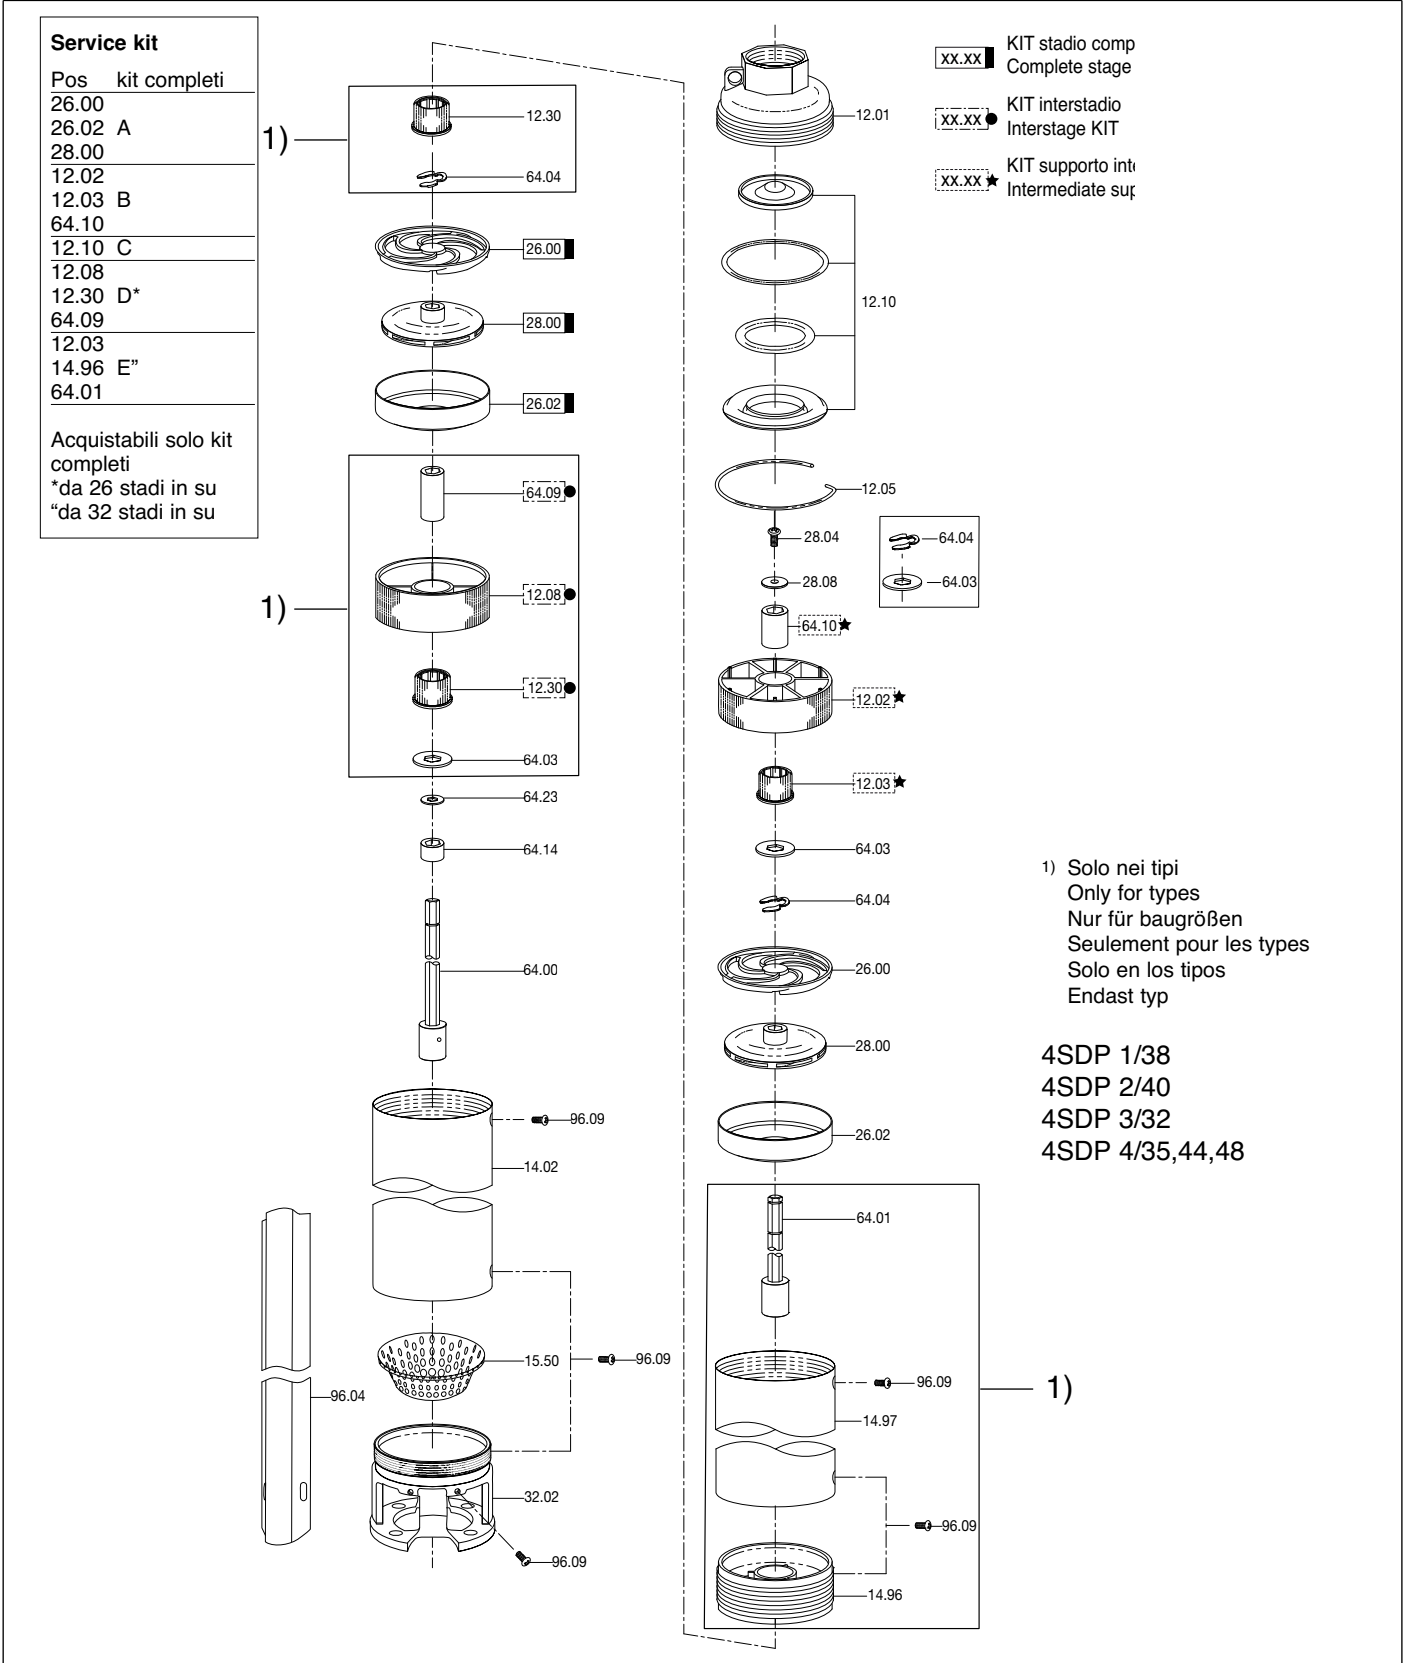 Service kit
Pos kit completi
26.00
26.02 A
28.00
12.02
12.03 B
64.10
12.10 C
12.08
12.30 D*
64.09
12.03
14.96 E”
64.01
Acquistabili solo kit
completi
*da 26 stadi in su
“da 32 stadi in su
1)
12.30
64.04
26.00
28.00
26.02
1)
64.09
12.08
12.30
64.03
64.23
64.14
64.00
96.09
14.02
15.50
96.09
96.04
32.02
96.09
12.01
12.10
12.05
28.04
28.08
64.10
64.04
64.03
12.02
12.03
64.03
64.04
26.00
28.00
26.02
64.01
96.09
14.97
1)
96.09
14.96
XX.XX KIT stadio comp
Complete stage
XX.XX KIT interstadio
Interstage KIT
XX.XX KIT supporto inte
Intermediate sup
1) Solo nei tipi
Only for types
Nur für baugrößen
Seulement pour les types
Solo en los tipos
Endast typ
4SDP 1/38
4SDP 2/40
4SDP 3/32
4SDP 4/35,44,48